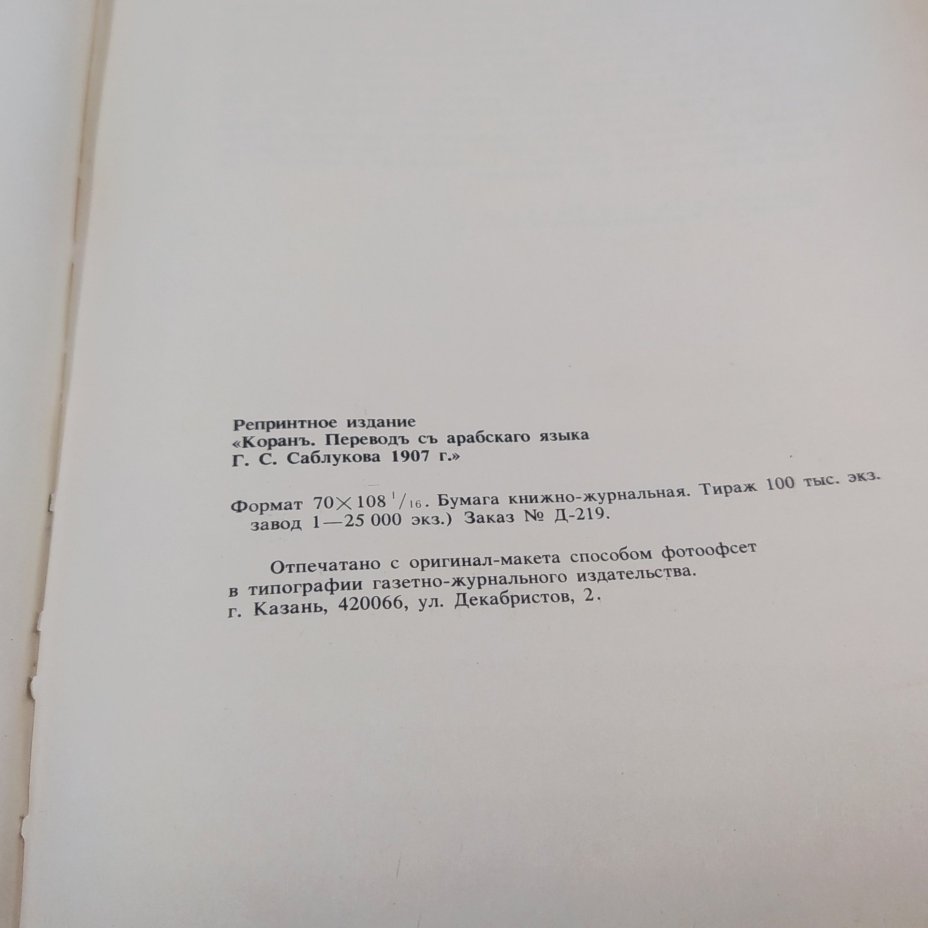 Репринтное издание
«Коранъ. Переводъ съ арабскаго языка
Г. С. Саблукова 1907 г.»
Формат 70×108 1/16. Бумага книжно-журнальная. Тираж 100 тыс. экз.
завод 1—25 000 экз.) Заказ № Д-219.
Отпечатано с оригинал-макета способом фотоофсет
в типографии газетно-журнального издательства.
г. Казань, 420066, ул. Декабристов, 2.